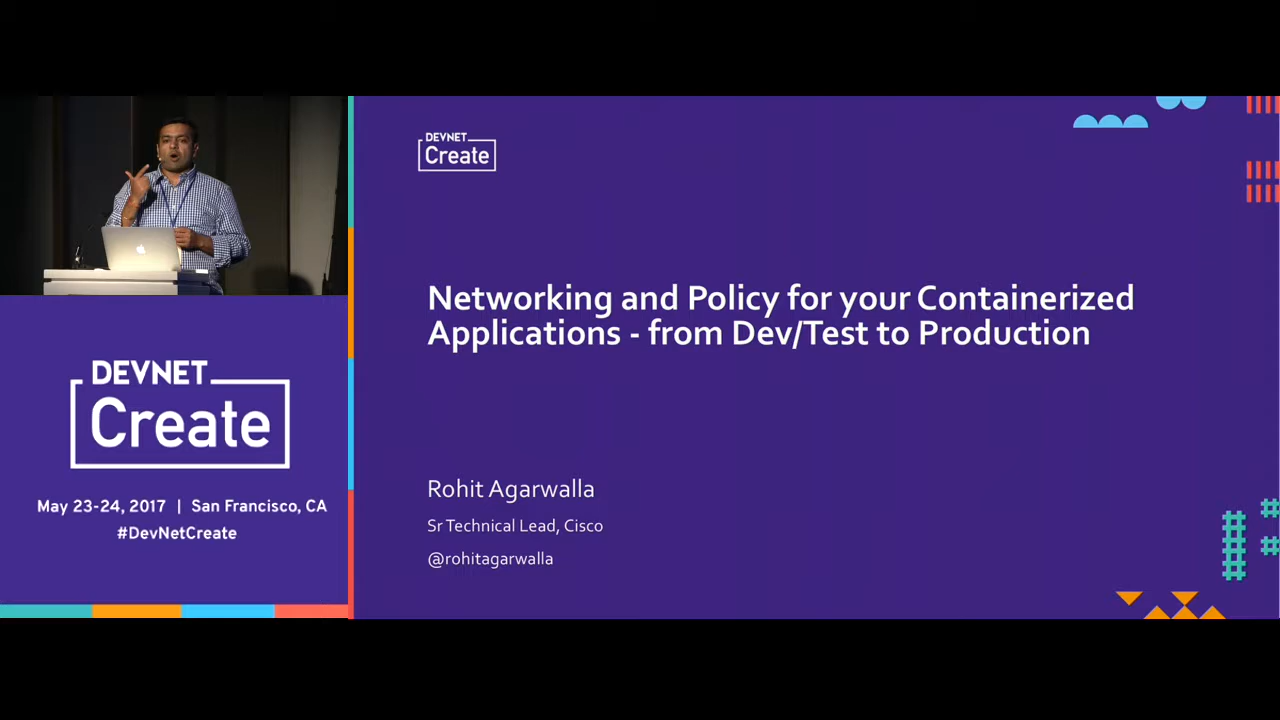 DEVNET
Create
May 23-24, 2017 | San Francisco, CA
#DevNetCreate
DEVNET
Create
Networking and Policy for your Containerized
Applications - from Dev/Test to Production
Rohit Agarwalla
Sr Technical Lead, Cisco
@rohitagarwalla